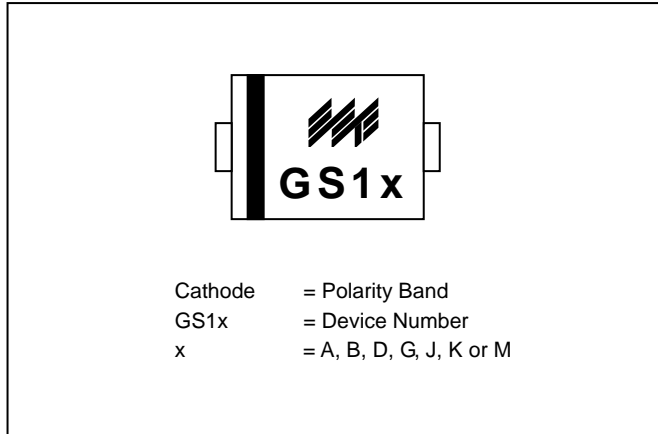 GS1x
Cathode = Polarity Band
GS1x = Device Number
x = A, B, D, G, J, K or M